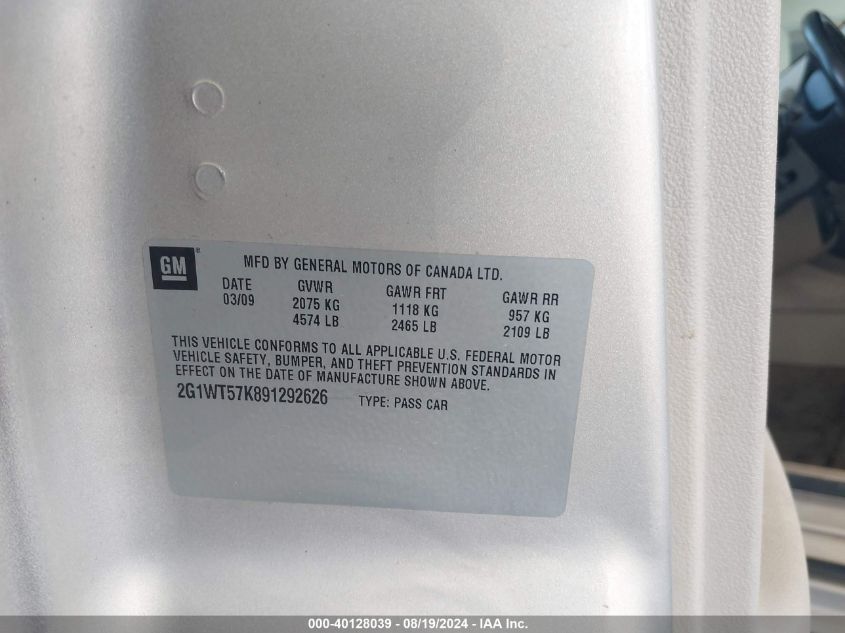 GM
MFD BY GENERAL MOTORS OF CANADA LTD.
DATE GVWR GAWR FRT GAWR RR
03/09 2075 KG 1118 KG 957 KG
4574 LB 2465 LB 2109 LB
THIS VEHICLE CONFORMS TO ALL APPLICABLE U.S. FEDERAL MOTOR
VEHICLE SAFETY, BUMPER, AND THEFT PREVENTION STANDARDS IN
EFFECT ON THE DATE OF MANUFACTURE SHOWN ABOVE.
2G1WT57K891292626 TYPE: PASS CAR
000-40128039 - 08/19/2024 - IAA Inc.